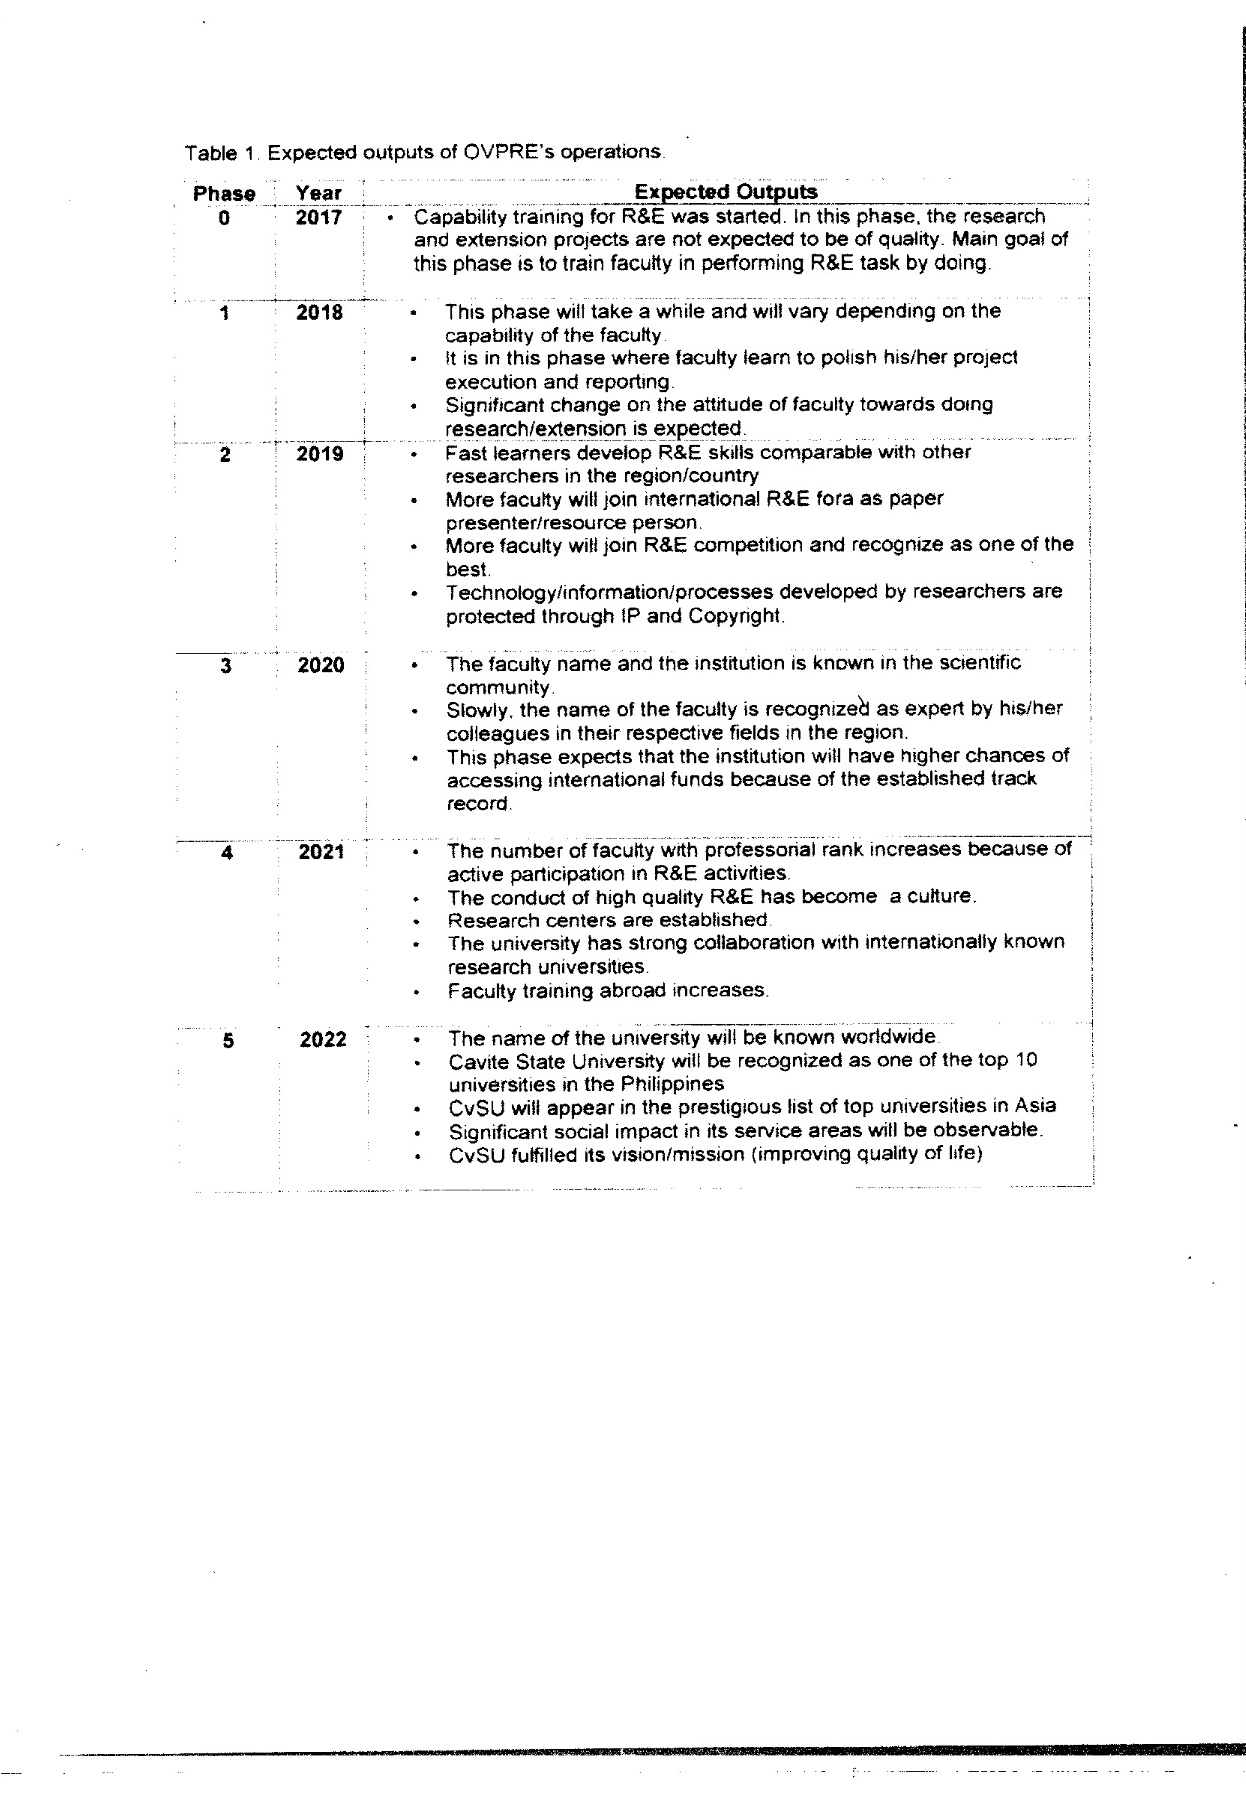 Table 1. Expected outputs of OVPRE's operations.
Phase Year Expected Outputs
0 2017 • Capability training for R&E was started. In this phase, the research
and extension projects are not expected to be of quality. Main goal of
this phase is to train faculty in performing R&E task by doing.
1 2018 • This phase will take a while and will vary depending on the
capability of the faculty.
• It is in this phase where faculty learn to polish his/her project
execution and reporting.
• Significant change on the attitude of faculty towards doing
research/extension is expected.
2 2019 • Fast learners develop R&E skills comparable with other
researchers in the region/country
• More faculty will join international R&E fora as paper
presenter/resource person.
• More faculty will join R&E competition and recognize as one of the
best.
• Technology/information/processes developed by researchers are
protected through IP and Copyright.
3 2020 • The faculty name and the institution is known in the scientific
community.
• Slowly, the name of the faculty is recognized as expert by his/her
colleagues in their respective fields in the region.
• This phase expects that the institution will have higher chances of
accessing international funds because of the established track
record.
4 2021 • The number of faculty with professorial rank increases because of
active participation in R&E activities.
• The conduct of high quality R&E has become a culture.
• Research centers are established.
• The university has strong collaboration with internationally known
research universities.
• Faculty training abroad increases.
5 2022 • The name of the university will be known worldwide.
• Cavite State University will be recognized as one of the top 10
universities in the Philippines
• CvSU will appear in the prestigious list of top universities in Asia
• Significant social impact in its service areas will be observable.
• CvSU fulfilled its vision/mission (improving quality of life)